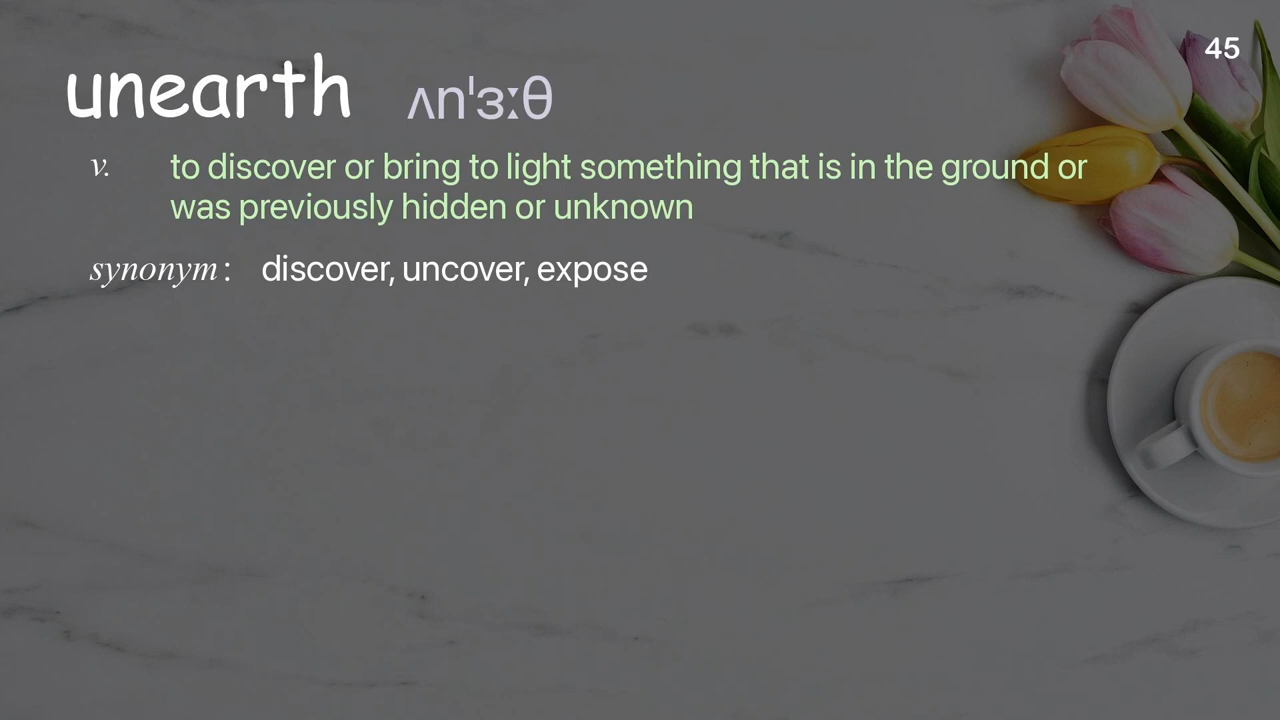 45
unearth ʌnˈɜːθ
v. to discover or bring to light something that is in the ground or
was previously hidden or unknown
synonym : discover, uncover, expose